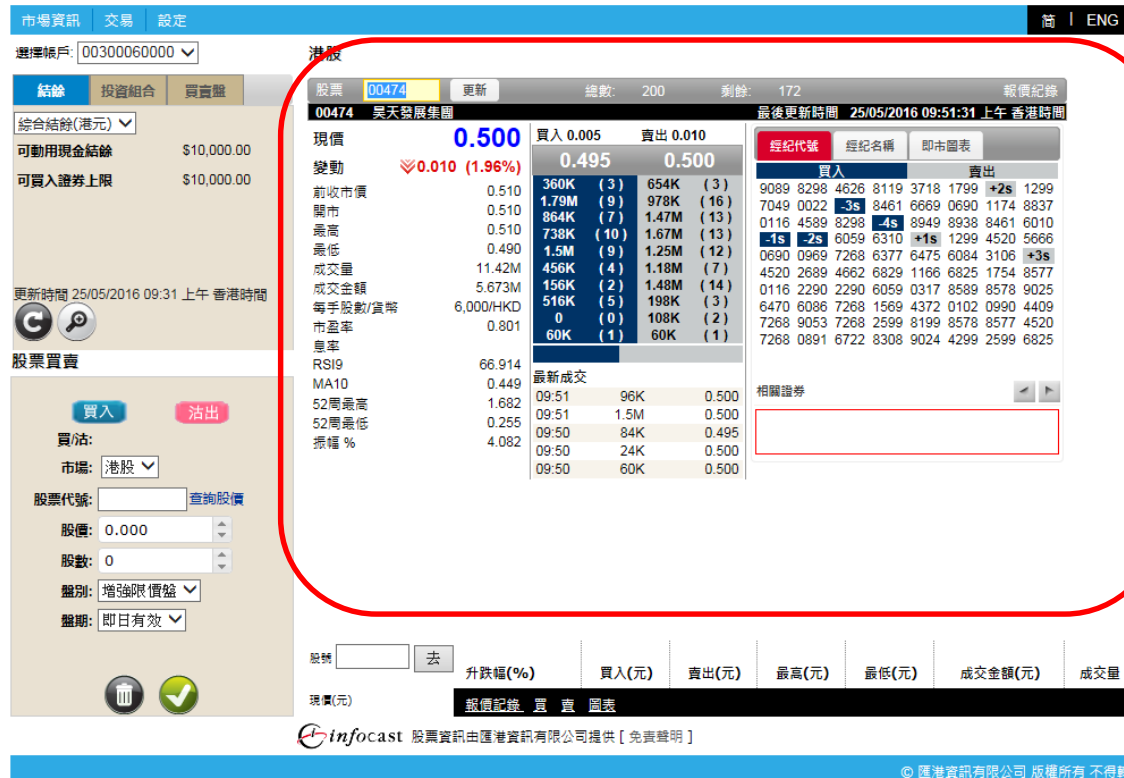 市場資訊 交易 設定 简 | ENG
選擇帳戶: 00300060000
港股
結餘 投資組合 買賣盤
綜合結餘(港元)
可動用現金結餘 $10,000.00
可買入證券上限 $10,000.00
更新時間 25/05/2016 09:31 上午 香港時間
股票買賣
買入 沽出
買/沽:
市場: 港股
股票代號: 查詢股價
股價: 0.000
股數: 0
盤別: 增強限價盤
盤期: 即日有效
股票 00474 更新 總數: 200 剩餘: 172 報價紀錄
00474 昊天發展集團 最後更新時間 25/05/2016 09:51:31 上午 香港時間
現價 0.500
變動 0.010 (1.96%)
前收市價 0.510
開市 0.510
最高 0.510
最低 0.490
成交量 11.42M
成交金額 5.673M
每手股數/貨幣 6,000/HKD
市盈率 0.801
息率
RSI9 66.914
MA10 0.449
52周最高 1.682
52周最低 0.255
振幅 % 4.082
買入 0.005 賣出 0.010
0.495 0.500
360K (3) 654K (3)
1.79M (9) 978K (16)
864K (7) 1.47M (13)
738K (10) 1.67M (13)
1.5M (9) 1.25M (12)
456K (4) 1.18M (7)
156K (2) 1.48M (14)
516K (5) 198K (3)
0 (0) 108K (2)
60K (1) 60K (1)
最新成交
09:51 96K 0.500
09:51 1.5M 0.500
09:50 84K 0.495
09:50 24K 0.500
09:50 60K 0.500
經紀代號 經紀名稱 即市圖表
買入 賣出
9089 8298 4626 8119 3718 1799 +2s 1299
7049 0022 -3s 8461 6669 0690 1174 8837
0116 4589 8298 -4s 8949 8938 8461 6010
-1s -2s 6059 6310 +1s 1299 4520 5666
0690 0969 7268 6377 6475 6084 3106 +3s
4520 2689 4662 6829 1166 6825 1754 8577
0116 2290 2290 6059 0317 8589 8578 9025
6470 6086 7268 1569 4372 0102 0990 4409
7268 9053 7268 2599 8199 8578 8577 4520
7268 0891 6722 8308 9024 4299 2599 6825
相關證券
股號 去
升跌幅(%) 買入(元) 賣出(元) 最高(元) 最低(元) 成交金額(元) 成交量
現價(元) 報價記錄 買 賣 圖表
infocast 股票資訊由匯港資訊有限公司提供 [ 免責聲明 ]
© 匯港資訊有限公司 版權所有 不得